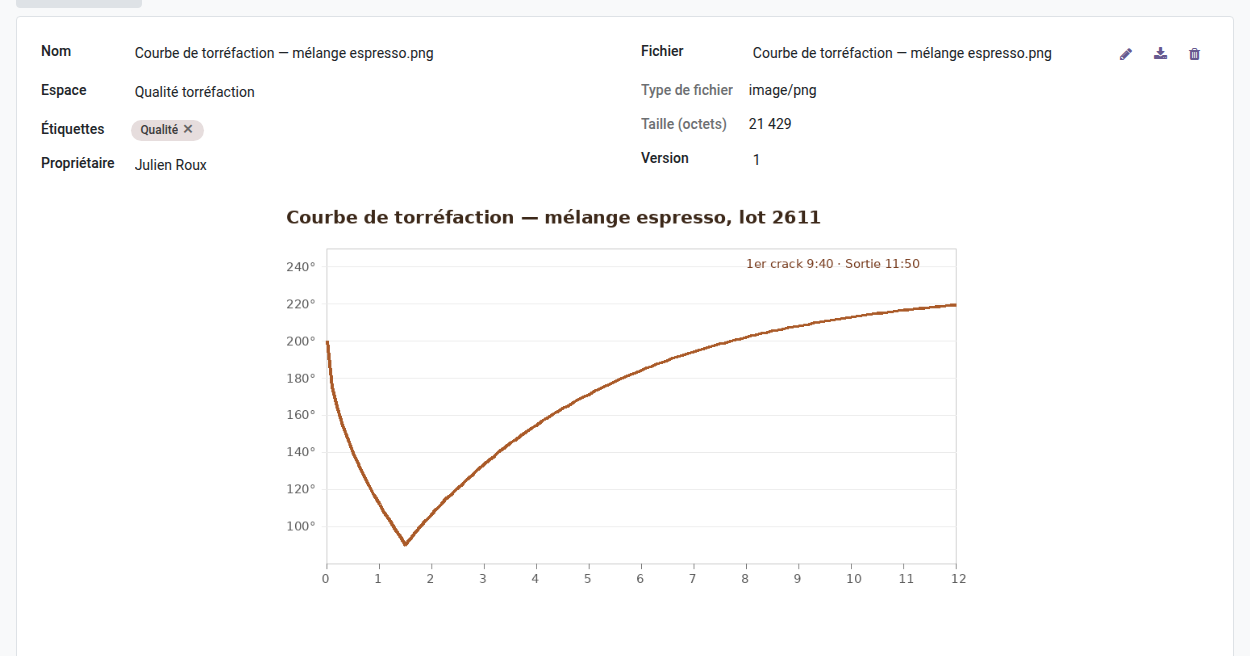 Nom Courbe de torréfaction — mélange espresso.png
Espace Qualité torréfaction
Étiquettes Qualité ✕
Propriétaire Julien Roux
Fichier Courbe de torréfaction — mélange espresso.png
Type de fichier image/png
Taille (octets) 21 429
Version 1
Courbe de torréfaction — mélange espresso, lot 2611
1er crack 9:40 · Sortie 11:50
240°
220°
200°
180°
160°
140°
120°
100°
0 1 2 3 4 5 6 7 8 9 10 11 12